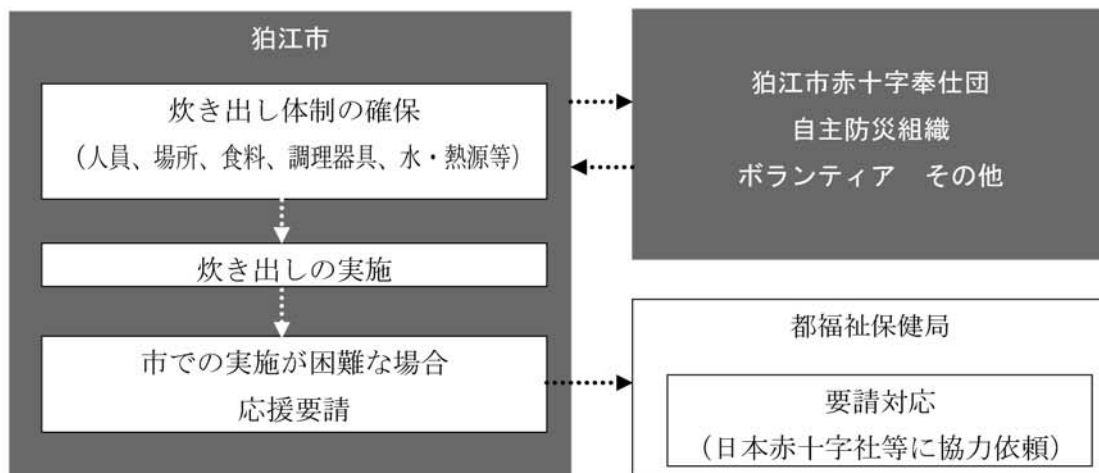 狛江市
炊き出し体制の確保
（人員、場所、食料、調理器具、水・熱源等）
炊き出しの実施
市での実施が困難な場合
応援要請
狛江市赤十字奉仕団
自主防災組織
ボランティア　その他
都福祉保健局
要請対応
（日本赤十字社等に協力依頼）